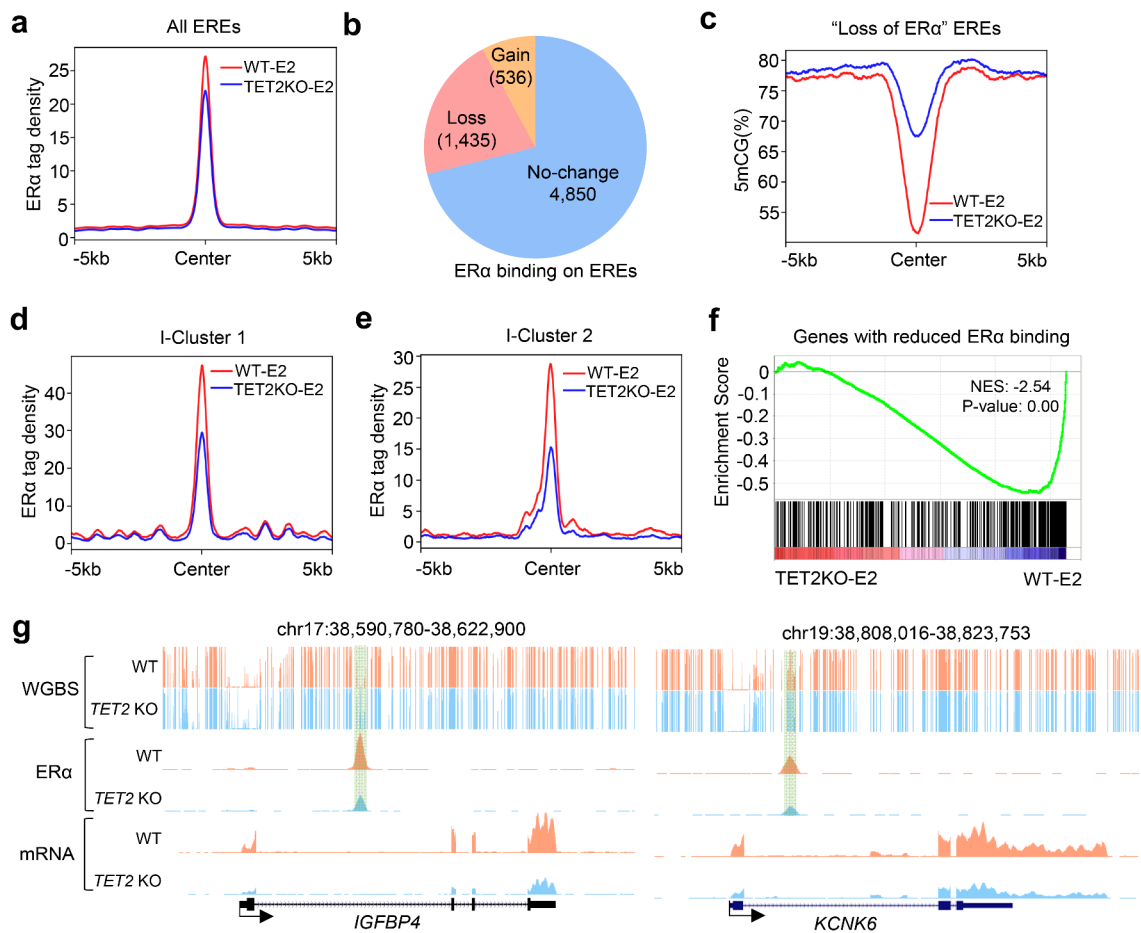 a
All EREs
ERα tag density
25
20
15
10
5
0
WT-E2
TET2KO-E2
-5kb
Center
5kb
b
Gain
(536)
Loss
(1,435)
No-change
4,850
ERα binding on EREs
c
“Loss of ERα” EREs
5mCG(%)
80
75
70
65
60
55
WT-E2
TET2KO-E2
-5kb
Center
5kb
d
I-Cluster 1
ERα tag density
40
30
20
10
0
WT-E2
TET2KO-E2
-5kb
Center
5kb
e
I-Cluster 2
ERα tag density
30
25
20
15
10
5
0
WT-E2
TET2KO-E2
-5kb
Center
5kb
f
Genes with reduced ERα binding
Enrichment Score
0
-0.1
-0.2
-0.3
-0.4
-0.5
NES: -2.54
P-value: 0.00
TET2KO-E2
WT-E2
g
chr17:38,590,780-38,622,900
chr19:38,808,016-38,823,753
WGBS
WT
TET2 KO
ERα
WT
TET2 KO
mRNA
WT
TET2 KO
IGFBP4
KCNK6